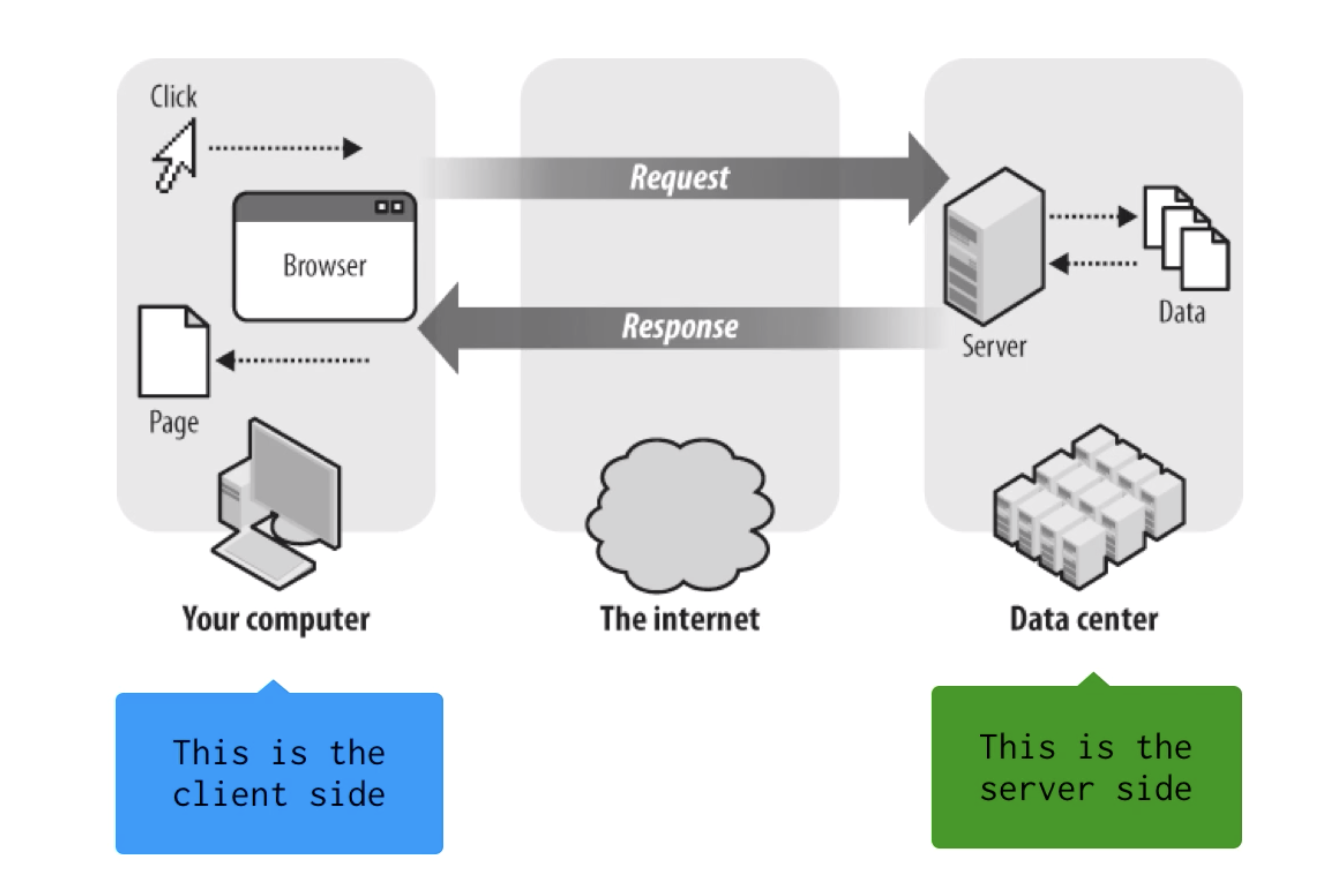 Click
Request
Browser
Response
Server
Data
Page
Your computer
The internet
Data center
This is the
client side
This is the
server side